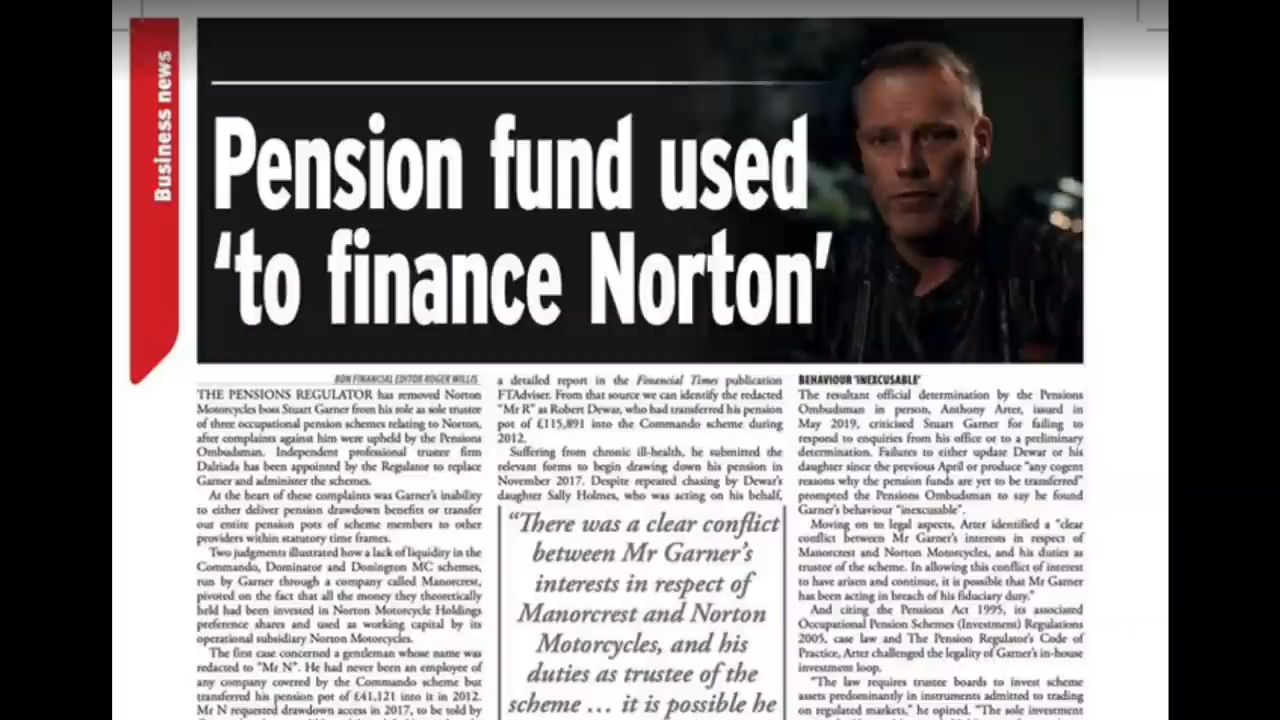 Business news
Pension fund used
‘to finance Norton’
BDN FINANCIAL EDITOR ROGER WILLIS
THE PENSIONS REGULATOR has removed Norton
Motorcycles boss Stuart Garner from his role as sole trustee
of three occupational pension schemes relating to Norton,
after complaints against him were upheld by the Pensions
Ombudsman. Independent professional trustee firm
Dalriada has been appointed by the Regulator to replace
Garner and administer the schemes.
At the heart of these complaints was Garner's inability
to either deliver pension drawdown benefits or transfer
out entire pension pots of scheme members to other
providers within statutory time frames.
Two judgments illustrated how a lack of liquidity in the
Commando, Dominator and Donington MC schemes,
run by Garner through a company called Manorcrest,
pivoted on the fact that all the money they theoretically
held had been invested in Norton Motorcycle Holdings
preference shares and used as working capital by its
operational subsidiary Norton Motorcycles.
The first case concerned a gentleman whose name was
redacted to "Mr N". He had never been an employee of
any company covered by the Commando scheme but
transferred his pension pot of £41,121 into it in 2012.
Mr N requested drawdown access in 2017, to be told by
a detailed report in the Financial Times publication
FTAdviser. From that source we can identify the redacted
"Mr R" as Robert Dewar, who had transferred his pension
pot of £115,891 into the Commando scheme during
2012.
Suffering from chronic ill-health, he submitted the
relevant forms to begin drawing down his pension in
November 2017. Despite repeated chasing by Dewar's
daughter Sally Holmes, who was acting on his behalf,
“There was a clear conflict
between Mr Garner’s
interests in respect of
Manorcrest and Norton
Motorcycles, and his
duties as trustee of the
scheme … it is possible he
BEHAVIOUR 'INEXCUSABLE'
The resultant official determination by the Pensions
Ombudsman in person, Anthony Arter, issued in
May 2019, criticised Stuart Garner for failing to
respond to enquiries from his office or to a preliminary
determination. Failures to either update Dewar or his
daughter since the previous April or produce "any cogent
reasons why the pension funds are yet to be transferred"
prompted the Pensions Ombudsman to say he found
Garner's behaviour "inexcusable".
Moving on to legal aspects, Arter identified a "clear
conflict between Mr Garner's interests in respect of
Manorcrest and Norton Motorcycles, and his duties as
trustee of the scheme. In allowing this conflict of interest
to have arisen and continue, it is possible that Mr Garner
has been acting in breach of his fiduciary duty."
And citing the Pensions Act 1995, its associated
Occupational Pension Schemes (Investment) Regulations
2005, case law and The Pension Regulator's Code of
Practice, Arter challenged the legality of Garner's in-house
investment loop.
"The law requires trustee boards to invest scheme
assets predominantly in instruments admitted to trading
on regulated markets," he opined. "The sole investment